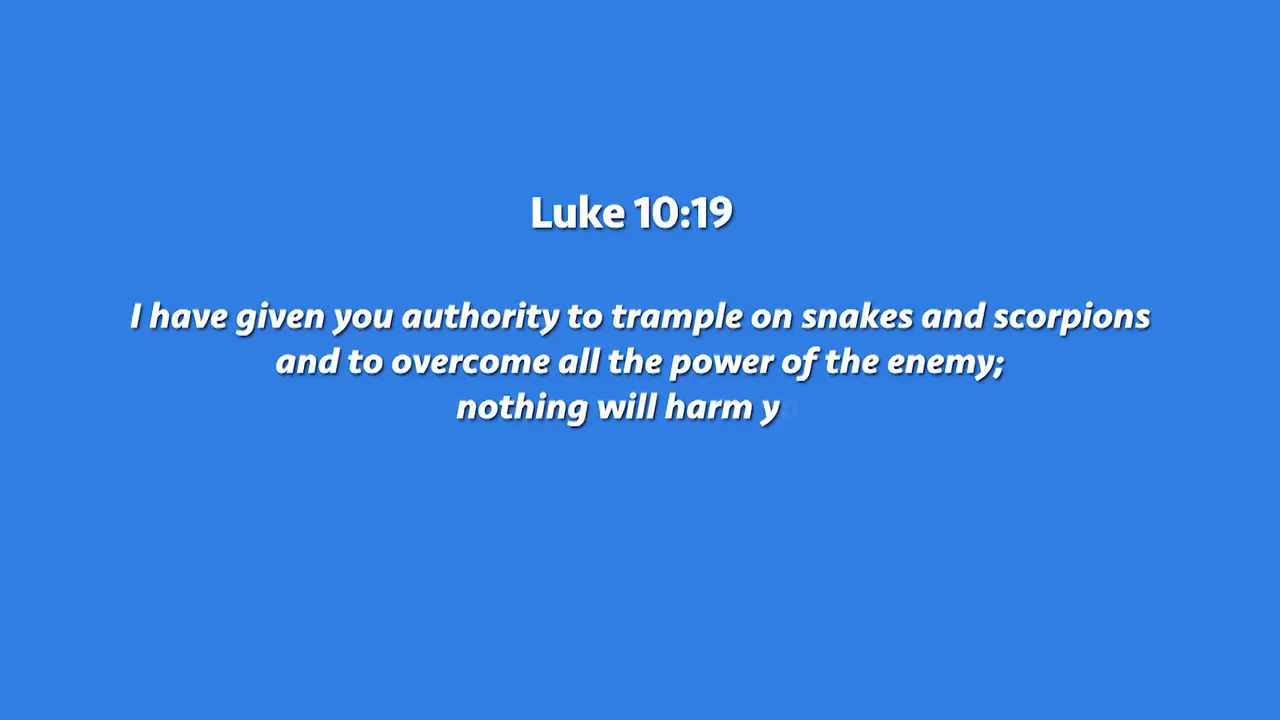 Luke 10:19
I have given you authority to trample on snakes and scorpions
and to overcome all the power of the enemy;
nothing will harm y